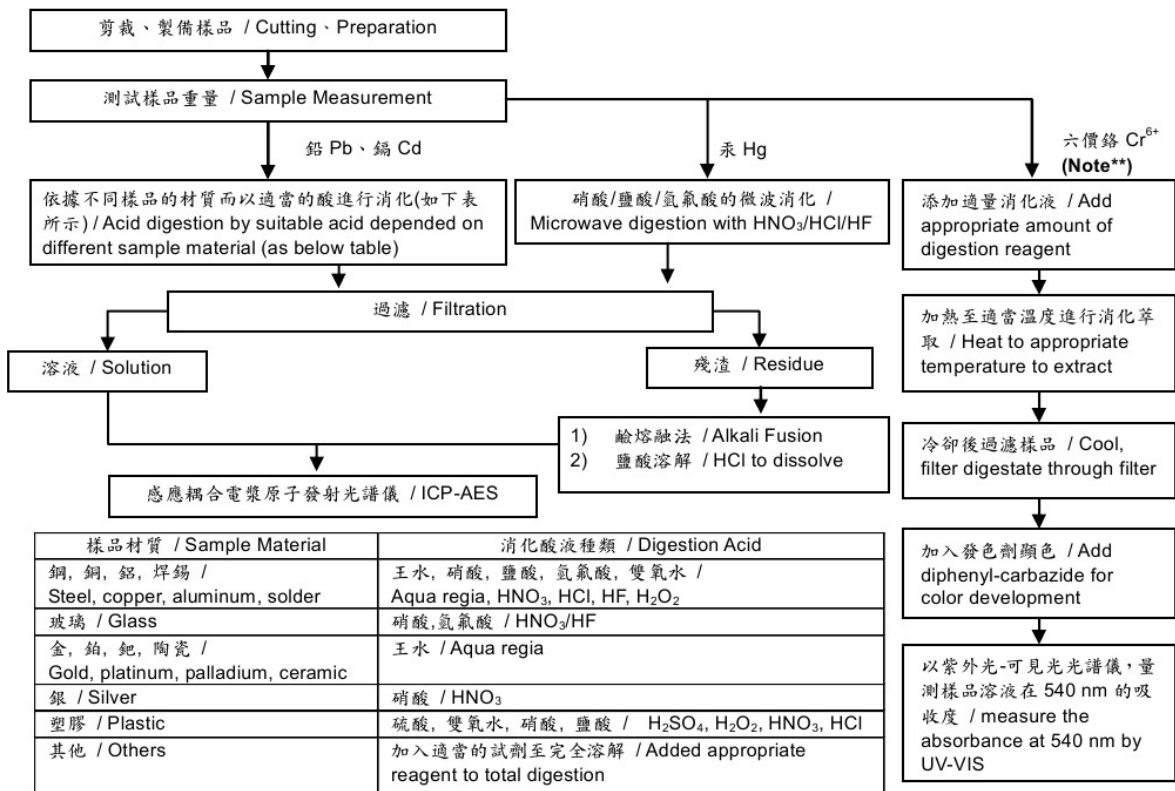 剪裁、製備樣品 / Cutting、Preparation
測試樣品重量 / Sample Measurement
鉛 Pb、鎘 Cd
汞 Hg
六價鉻 Cr⁶⁺
(Note**)
依據不同樣品的材質而以適當的酸進行消化(如下表
所示) / Acid digestion by suitable acid depended on
different sample material (as below table)
硝酸/鹽酸/氫氟酸的微波消化 /
Microwave digestion with HNO₃/HCl/HF
添加適量消化液 / Add
appropriate amount of
digestion reagent
過濾 / Filtration
加熱至適當溫度進行消化萃
取 / Heat to appropriate
temperature to extract
溶液 / Solution
殘渣 / Residue
1) 鹼熔融法 / Alkali Fusion
2) 鹽酸溶解 / HCl to dissolve
冷卻後過濾樣品 / Cool,
filter digestate through filter
感應耦合電漿原子發射光譜儀 / ICP-AES
加入發色劑顯色 / Add
diphenyl-carbazide for
color development
以紫外光-可見光光譜儀，量
測樣品溶液在 540 nm 的吸
收度 / measure the
absorbance at 540 nm by
UV-VIS
樣品材質 / Sample Material
消化酸液種類 / Digestion Acid
鋼, 銅, 鋁, 焊錫 /
Steel, copper, aluminum, solder
王水, 硝酸, 鹽酸, 氫氟酸, 雙氧水 /
Aqua regia, HNO₃, HCl, HF, H₂O₂
玻璃 / Glass
硝酸,氫氟酸 / HNO₃/HF
金, 鉑, 鈀, 陶瓷 /
Gold, platinum, palladium, ceramic
王水 / Aqua regia
銀 / Silver
硝酸 / HNO₃
塑膠 / Plastic
硫酸, 雙氧水, 硝酸, 鹽酸 / H₂SO₄, H₂O₂, HNO₃, HCl
其他 / Others
加入適當的試劑至完全溶解 / Added appropriate
reagent to total digestion